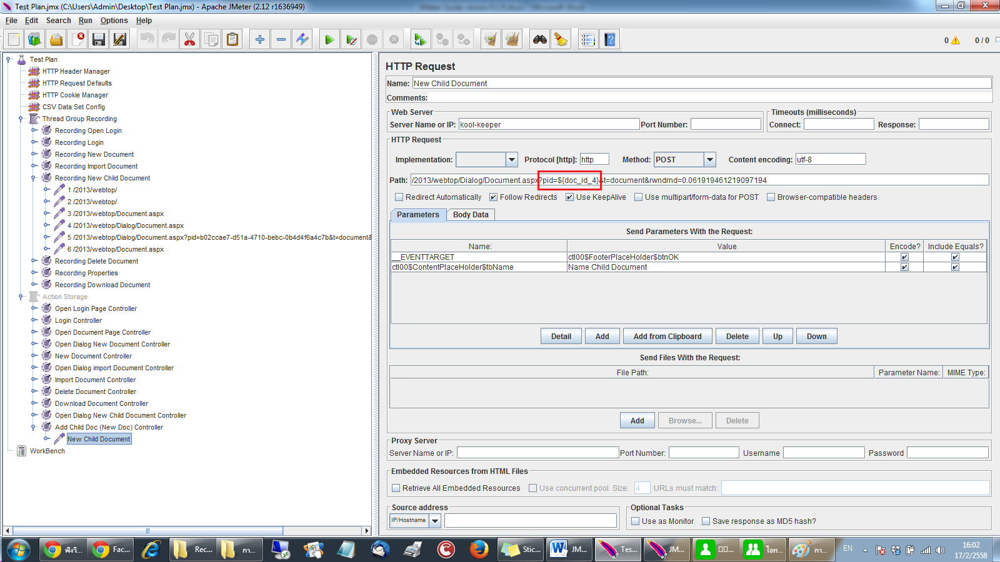 Test Plan.jmx (C:\Users\Admin\Desktop\Test Plan.jmx) - Apache JMeter (2.12 r1636949)
File Edit Search Run Options Help
0 0 / 0
Test Plan
HTTP Header Manager
HTTP Request Defaults
HTTP Cookie Manager
CSV Data Set Config
Thread Group Recording
Recording Open Login
Recording Login
Recording New Document
Recording Import Document
Recording New Child Document
1 /2013/webtop/
2 /2013/webtop/
3 /2013/webtop/Document.aspx
4 /2013/webtop/Dialog/Document.aspx
5 /2013/webtop/Dialog/Document.aspx?pid=b02ccae7-d51a-4710-bebc-0b4d4f6a4c7b&t=document&
6 /2013/webtop/Document.aspx
Recording Delete Document
Recording Properties
Recording Download Document
Action Storage
Open Login Page Controller
Login Controller
Open Document Page Controller
Open Dialog New Document Controller
New Document Controller
Open Dialog import Document Controller
Import Document Controller
Delete Document Controller
Download Document Controller
Open Dialog New Child Document Controller
Add Child Doc (New Doc) Controller
New Child Document
WorkBench
HTTP Request
Name: New Child Document
Comments:
Web Server
Server Name or IP: kool-keeper Port Number:
Timeouts (milliseconds)
Connect: Response:
HTTP Request
Implementation: Protocol [http]: http Method: POST Content encoding: utf-8
Path: /2013/webtop/Dialog/Document.aspx?pid=${doc_id_4}&t=document&rwndrnd=0.061919461219097194
Redirect Automatically Follow Redirects Use KeepAlive Use multipart/form-data for POST Browser-compatible headers
Parameters Body Data
Send Parameters With the Request:
Name: Value Encode? Include Equals?
__EVENTTARGET ctl00$FooterPlaceHolder$btnOK
ctl00$ContentPlaceHolder$tbName Name Child Document
Detail Add Add from Clipboard Delete Up Down
Send Files With the Request:
File Path: Parameter Name: MIME Type:
Add Browse... Delete
Proxy Server
Server Name or IP: Port Number: Username Password
Embedded Resources from HTML Files
Retrieve All Embedded Resources Use concurrent pool. Size: 4 URLs must match:
Source address
IP/Hostname
Optional Tasks
Use as Monitor Save response as MD5 hash?
ฟังวิ... Fac... Rec... ภา... Stic... JM... Tes... JM... ไอท... ภา... EN 16:02
17/2/2558